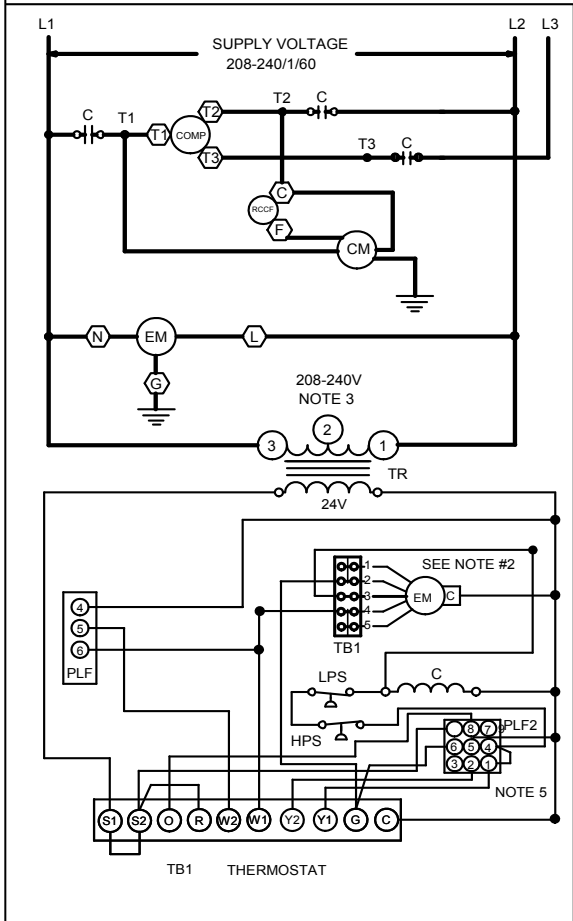 L1 L2 L3
SUPPLY VOLTAGE
208-240/1/60
C T1 T1 COMP T2 T2 C
T3 T3 C
C
RCCF
F
CM
N EM L
G
208-240V
NOTE 3
3 2 1
TR
24V
SEE NOTE #2
1
2
3
4
5
EM C
TB1
4
5
6
PLF
LPS C
HPS
8 7 9 PLF2
6 5 4
3 2 1
NOTE 5
S1 S2 O R W2 W1 Y2 Y1 G C
TB1 THERMOSTAT